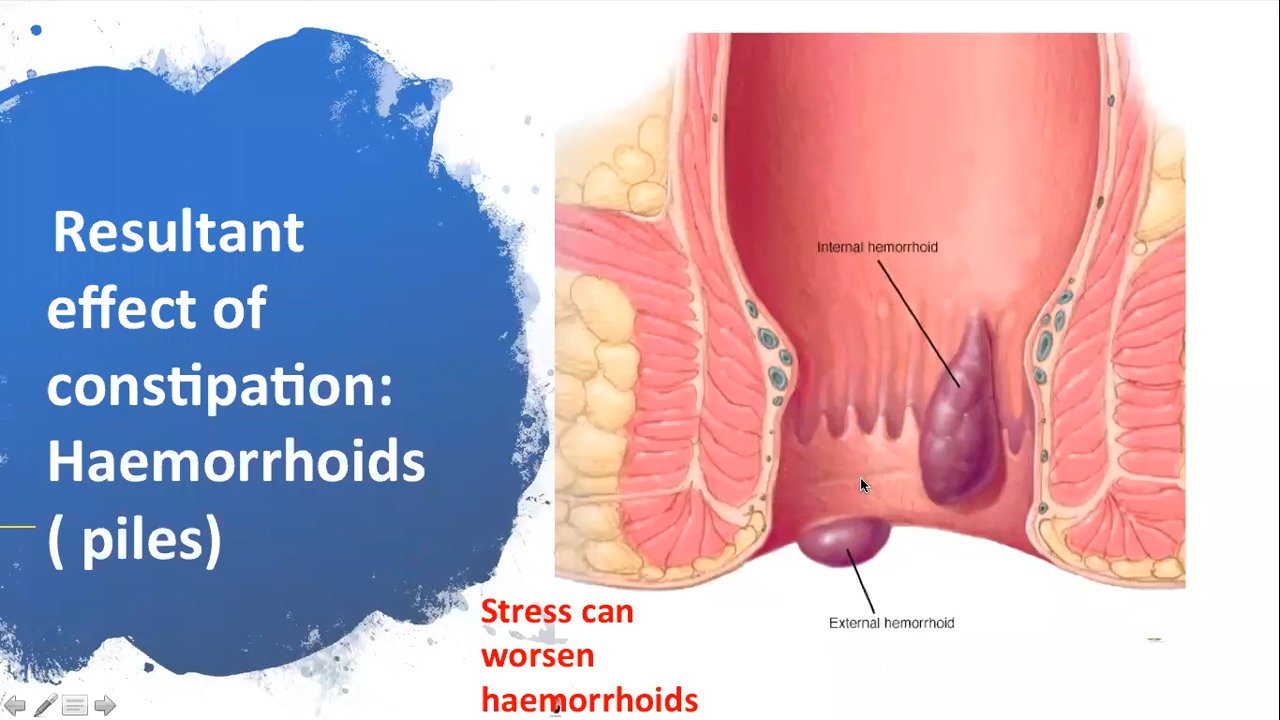 Resultant
effect of
constipation:
Haemorrhoids
( piles)
Internal hemorrhoid
External hemorrhoid
Stress can
worsen
haemorrhoids